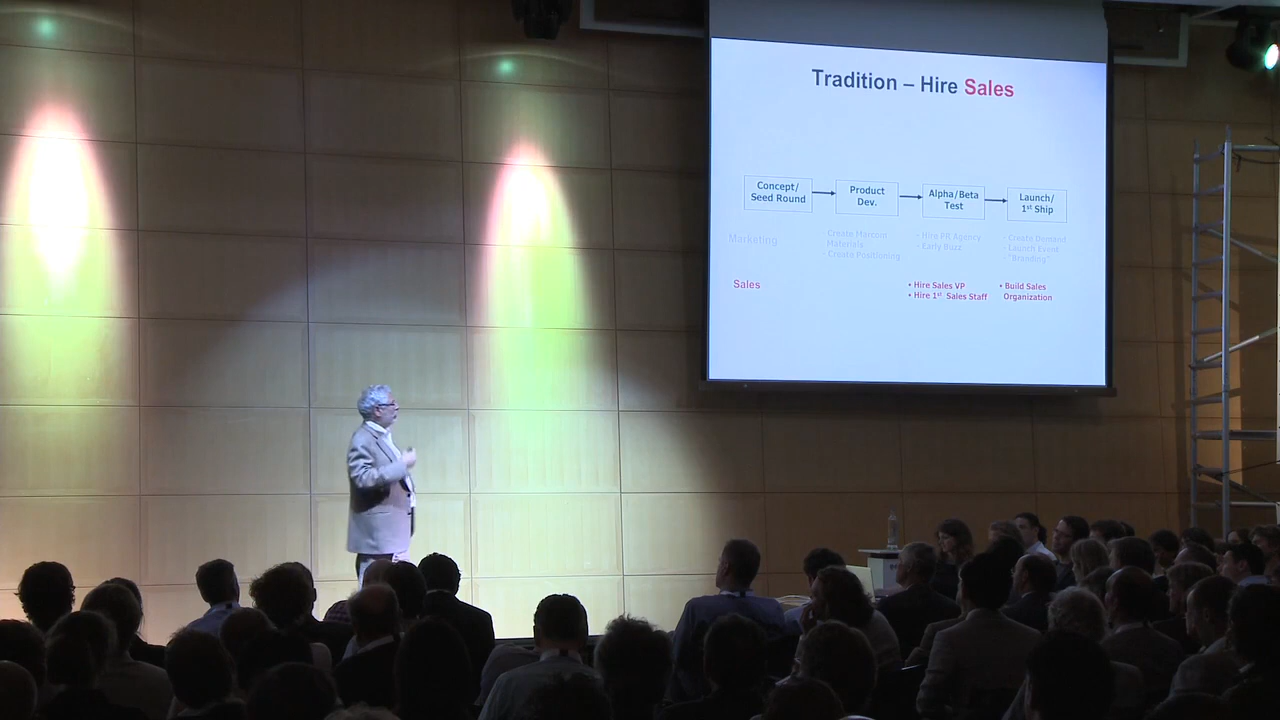 Tradition – Hire Sales
Concept/
Seed Round
Product
Dev.
Alpha/Beta
Test
Launch/
1st Ship
Marketing
Create Marcom
Materials
- Create Positioning
- Hire PR Agency
- Early Buzz
- Create Demand
- Launch Event
- "Branding"
Sales
• Hire Sales VP
• Hire 1st Sales Staff
• Build Sales
Organization